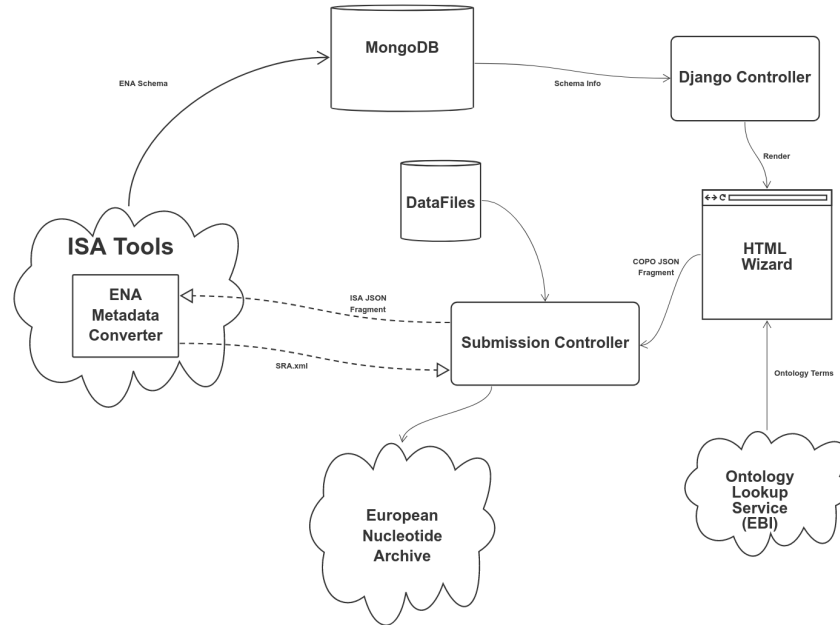 MongoDB
ENA Schema
Schema Info
Django Controller
Render
DataFiles
ISA Tools
ENA
Metadata
Converter
ISA JSON
Fragment
SRA.xml
COPO JSON
Fragment
HTML
Wizard
Submission Controller
Ontology Terms
European
Nucleotide
Archive
Ontology
Lookup
Service
(EBI)